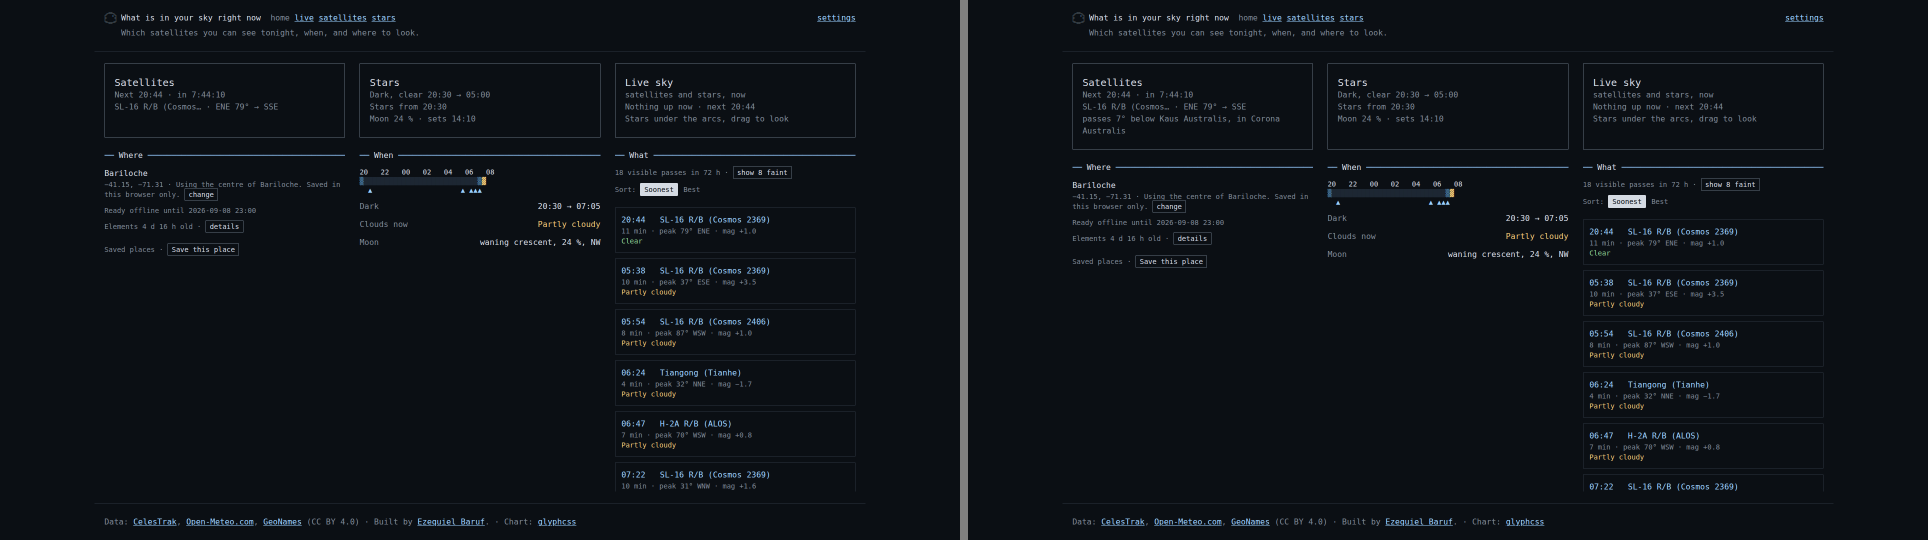 What is in your sky right now home live satellites stars settings
Which satellites you can see tonight, when, and where to look.
Satellites
Next 20:44 · in 7:44:10
SL-16 R/B (Cosmos… · ENE 79° → SSE
Stars
Dark, clear 20:30 → 05:00
Stars from 20:30
Moon 24 % · sets 14:10
Live sky
satellites and stars, now
Nothing up now · next 20:44
Stars under the arcs, drag to look
Where
Bariloche
−41.15, −71.31 · Using the centre of Bariloche. Saved in
this browser only. change
Ready offline until 2026-09-08 23:00
Elements 4 d 16 h old · details
Saved places · Save this place
When
20 22 00 02 04 06 08
Dark 20:30 → 07:05
Clouds now Partly cloudy
Moon waning crescent, 24 %, NW
What
18 visible passes in 72 h · show 8 faint
Sort: Soonest Best
20:44 SL-16 R/B (Cosmos 2369)
11 min · peak 79° ENE · mag +1.0
Clear
05:38 SL-16 R/B (Cosmos 2369)
10 min · peak 37° ESE · mag +3.5
Partly cloudy
05:54 SL-16 R/B (Cosmos 2406)
8 min · peak 87° WSW · mag +1.0
Partly cloudy
06:24 Tiangong (Tianhe)
4 min · peak 32° NNE · mag −1.7
Partly cloudy
06:47 H-2A R/B (ALOS)
7 min · peak 70° WSW · mag +0.8
Partly cloudy
07:22 SL-16 R/B (Cosmos 2369)
10 min · peak 31° WNW · mag +1.6
Data: CelesTrak, Open-Meteo.com, GeoNames (CC BY 4.0) · Built by Ezequiel Baruf. · Chart: glyphcss
What is in your sky right now home live satellites stars settings
Which satellites you can see tonight, when, and where to look.
Satellites
Next 20:44 · in 7:44:10
SL-16 R/B (Cosmos… · ENE 79° → SSE
passes 7° below Kaus Australis, in Corona
Australis
Stars
Dark, clear 20:30 → 05:00
Stars from 20:30
Moon 24 % · sets 14:10
Live sky
satellites and stars, now
Nothing up now · next 20:44
Stars under the arcs, drag to look
Where
Bariloche
−41.15, −71.31 · Using the centre of Bariloche. Saved in
this browser only. change
Ready offline until 2026-09-08 23:00
Elements 4 d 16 h old · details
Saved places · Save this place
When
20 22 00 02 04 06 08
Dark 20:30 → 07:05
Clouds now Partly cloudy
Moon waning crescent, 24 %, NW
What
18 visible passes in 72 h · show 8 faint
Sort: Soonest Best
20:44 SL-16 R/B (Cosmos 2369)
11 min · peak 79° ENE · mag +1.0
Clear
05:38 SL-16 R/B (Cosmos 2369)
10 min · peak 37° ESE · mag +3.5
Partly cloudy
05:54 SL-16 R/B (Cosmos 2406)
8 min · peak 87° WSW · mag +1.0
Partly cloudy
06:24 Tiangong (Tianhe)
4 min · peak 32° NNE · mag −1.7
Partly cloudy
06:47 H-2A R/B (ALOS)
7 min · peak 70° WSW · mag +0.8
Partly cloudy
07:22 SL-16 R/B (Cosmos 2369)
Data: CelesTrak, Open-Meteo.com, GeoNames (CC BY 4.0) · Built by Ezequiel Baruf. · Chart: glyphcss